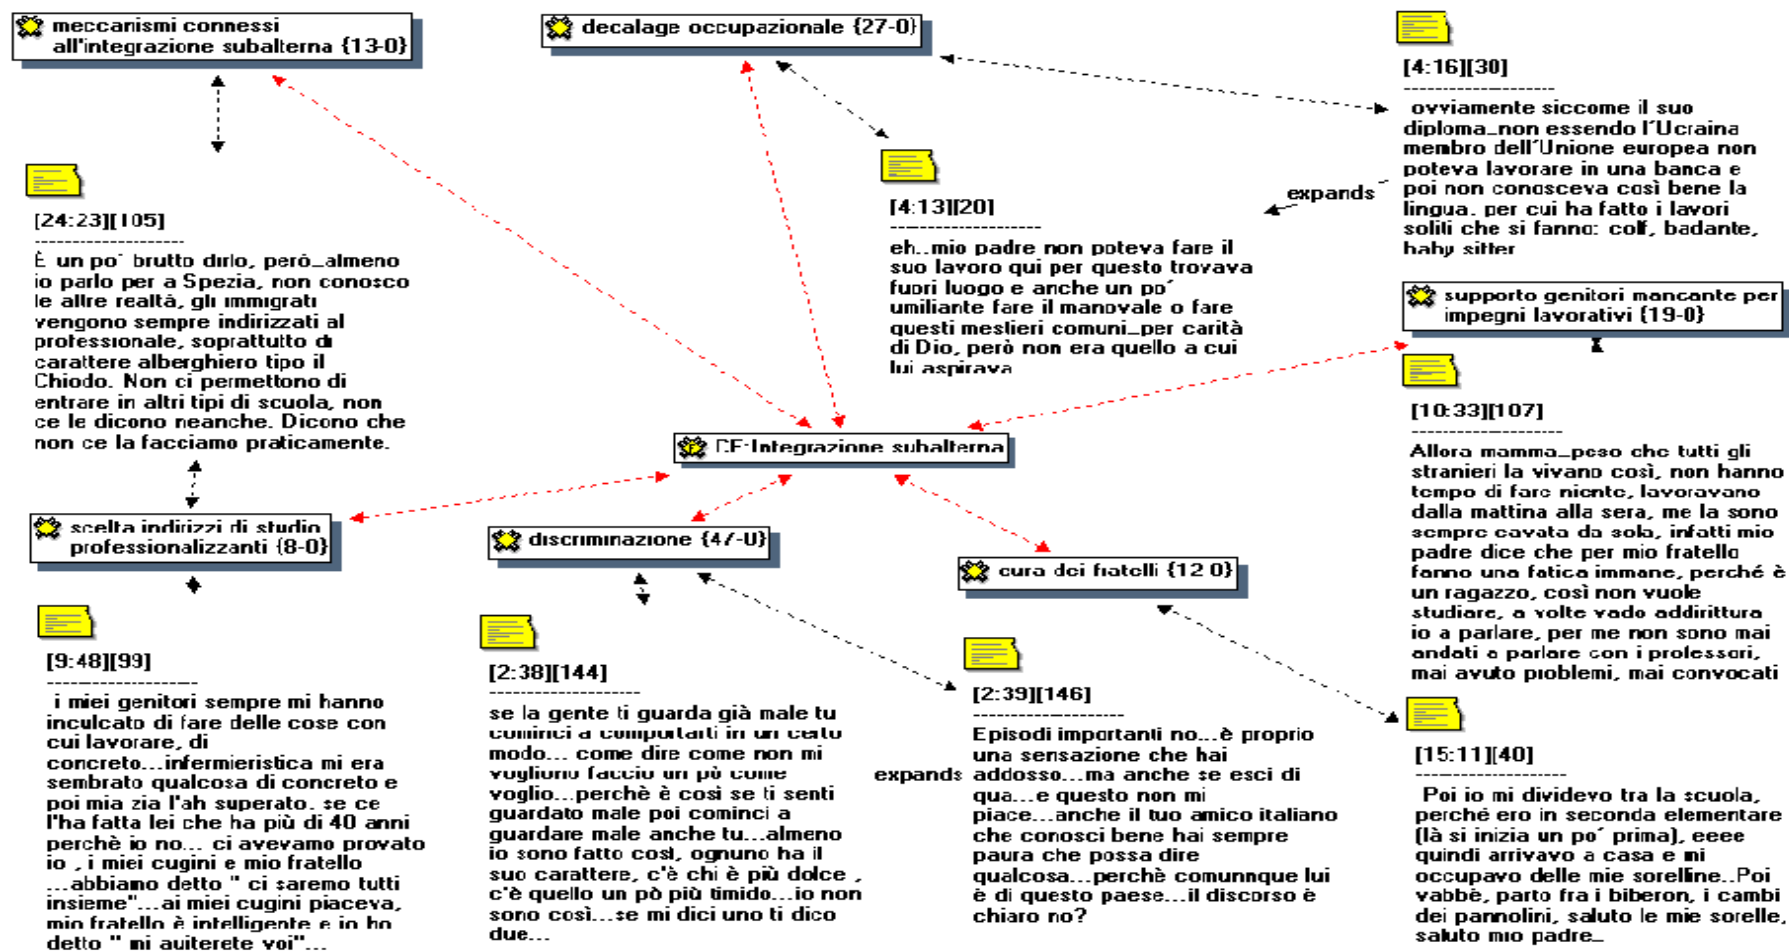 meccanismi connessi
all'integrazione subalterna {13-0}
decalage occupazionale {27-0}
[4:16][30]
--------------------
ovviamente siccome il suo
diploma_non essendo l'Ucraina
membro dell'Unione europea non
poteva lavorare in una banca e
poi non conosceva così bene la
lingua. per cui ha fatto i lavori
soliti che si fanno: colf, badante,
baby sitter
expands
[4:13][20]
--------------------
eh..mio padre non poteva fare il
suo lavoro qui per questo trovava
fuori luogo e anche un po'
umiliante fare il manovale o fare
questi mestieri comuni_per carità
di Dio, però non era quello a cui
lui aspirava
[24:23][105]
--------------------
È un po' brutto dirlo, però_almeno
io parlo per a Spezia, non conosco
le altre realtà, gli immigrati
vengono sempre indirizzati al
professionale, soprattutto di
carattere alberghiero tipo il
Chiodo. Non ci permettono di
entrare in altri tipi di scuola, non
ce le dicono neanche. Dicono che
non ce la facciamo praticamente.
supporto genitori mancante per
impegni lavorativi {19-0}
[10:33][107]
--------------------
Allora mamma_peso che tutti gli
stranieri la vivano così, non hanno
tempo di fare niente, lavoravano
dalla mattina alla sera, me la sono
sempre cavata da sola, infatti mio
padre dice che per mio fratello
fanno una fatica immane, perché è
un ragazzo, così non vuole
studiare, a volte vado addirittura
io a parlare, per me non sono mai
andati a parlare con i professori,
mai avuto problemi, mai convocati
CF:Integrazione subalterna
scelta indirizzi di studio
professionalizzanti {8-0}
discriminazione {47-0}
cura dei fratelli {12-0}
[9:48][99]
--------------------
i miei genitori sempre mi hanno
inculcato di fare delle cose con
cui lavorare, di
concreto...infermieristica mi era
sembrato qualcosa di concreto e
poi mia zia l'ah superato. se ce
l'ha fatta lei che ha più di 40 anni
perchè io no... ci avevamo provato
io , i miei cugini e mio fratello
...abbiamo detto " ci saremo tutti
insieme"...ai miei cugini piaceva,
mio fratello è intelligente e io ho
detto " mi auiterete voi"...
[2:38][144]
--------------------
se la gente ti guarda già male tu
cominci a comportarti in un certo
modo... come dire come non mi
vogliono faccio un pò come
voglio...perchè è così se ti senti
guardato male poi cominci a
guardare male anche tu...almeno
io sono fatto così, ognuno ha il
suo carattere, c'è chi è più dolce ,
c'è quello un pò più timido...io non
sono così...se mi dici uno ti dico
due...
expands
[2:39][146]
--------------------
Episodi importanti no...è proprio
una sensazione che hai
addosso...ma anche se esci di
qua...e questo non mi
piace...anche il tuo amico italiano
che conosci bene hai sempre
paura che possa dire
qualcosa...perchè comunnque lui
è di questo paese...il discorso è
chiaro no?
[15:11][40]
--------------------
Poi io mi dividevo tra la scuola,
perché ero in seconda elementare
(là si inizia un po' prima), eeee
quindi arrivavo a casa e mi
occupavo delle mie sorelline..Poi
vabbè, parto fra i biberon, i cambi
dei pannolini, saluto le mie sorelle,
saluto mio padre_